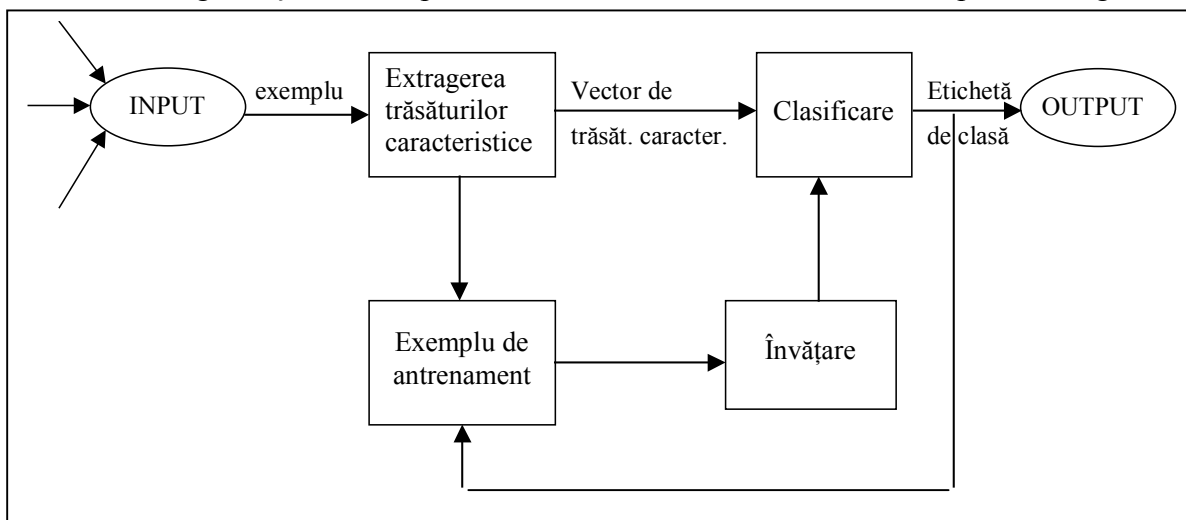 INPUT
exemplu
Extragerea
trăsăturilor
caracteristice
Vector de
trăsăt. caracter.
Clasificare
Etichetă
de clasă
OUTPUT
Exemplu de
antrenament
Învățare